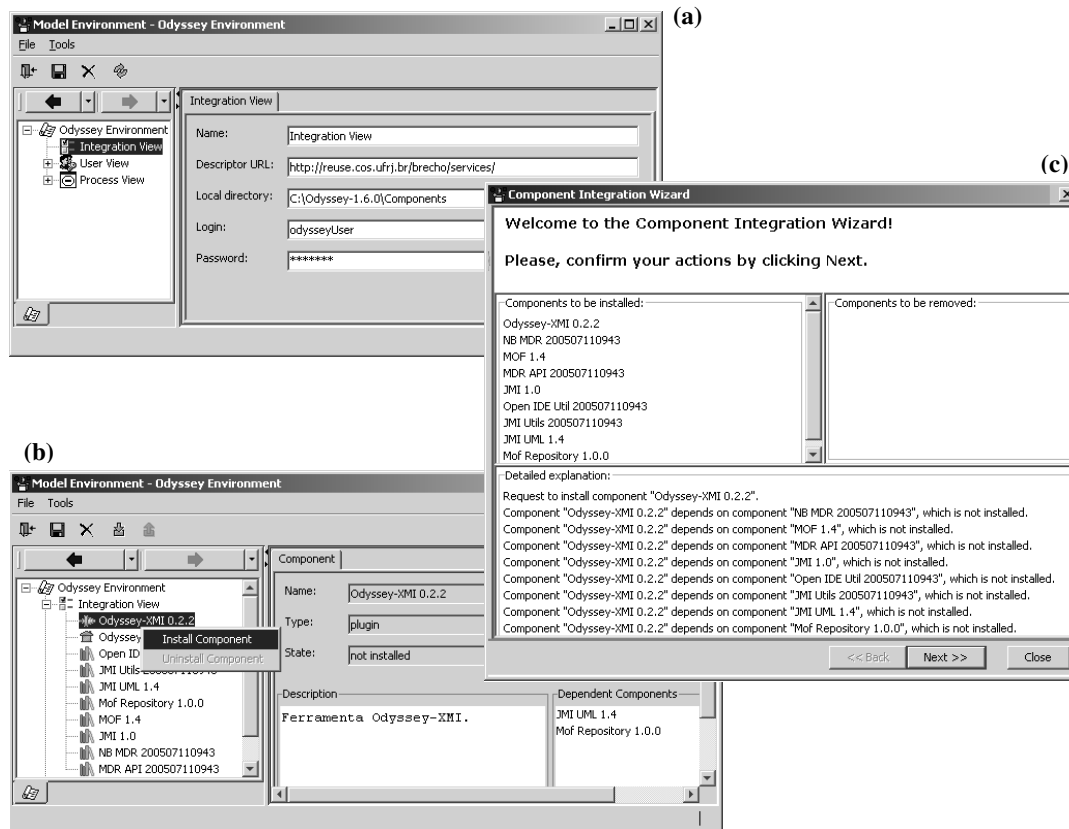 (a)
Model Environment - Odyssey Environment
File Tools
Odyssey Environment
Integration View
User View
Process View
Integration View
Name: Integration View
Descriptor URL: http://reuse.cos.ufrj.br/brecho/services/
Local directory: C:\Odyssey-1.6.0\Components
Login: odysseyUser
Password: *******
(c)
Component Integration Wizard
Welcome to the Component Integration Wizard!
Please, confirm your actions by clicking Next.
Components to be installed:
Odyssey-XMI 0.2.2
NB MDR 200507110943
MOF 1.4
MDR API 200507110943
JMI 1.0
Open IDE Util 200507110943
JMI Utils 200507110943
JMI UML 1.4
Mof Repository 1.0.0
Components to be removed:
Detailed explanation:
Request to install component "Odyssey-XMI 0.2.2".
Component "Odyssey-XMI 0.2.2" depends on component "NB MDR 200507110943", which is not installed.
Component "Odyssey-XMI 0.2.2" depends on component "MOF 1.4", which is not installed.
Component "Odyssey-XMI 0.2.2" depends on component "MDR API 200507110943", which is not installed.
Component "Odyssey-XMI 0.2.2" depends on component "JMI 1.0", which is not installed.
Component "Odyssey-XMI 0.2.2" depends on component "Open IDE Util 200507110943", which is not installed.
Component "Odyssey-XMI 0.2.2" depends on component "JMI Utils 200507110943", which is not installed.
Component "Odyssey-XMI 0.2.2" depends on component "JMI UML 1.4", which is not installed.
Component "Odyssey-XMI 0.2.2" depends on component "Mof Repository 1.0.0", which is not installed.
<< Back Next >> Close
(b)
Model Environment - Odyssey Environment
File Tools
Odyssey Environment
Integration View
Odyssey-XMI 0.2.2
Odyssey
Open ID
JMI Utils 200507110943
JMI UML 1.4
Mof Repository 1.0.0
MOF 1.4
JMI 1.0
NB MDR 200507110943
MDR API 200507110943
Install Component
Uninstall Component
Component
Name: Odyssey-XMI 0.2.2
Type: plugin
State: not installed
Description
Ferramenta Odyssey-XMI.
Dependent Components
JMI UML 1.4
Mof Repository 1.0.0